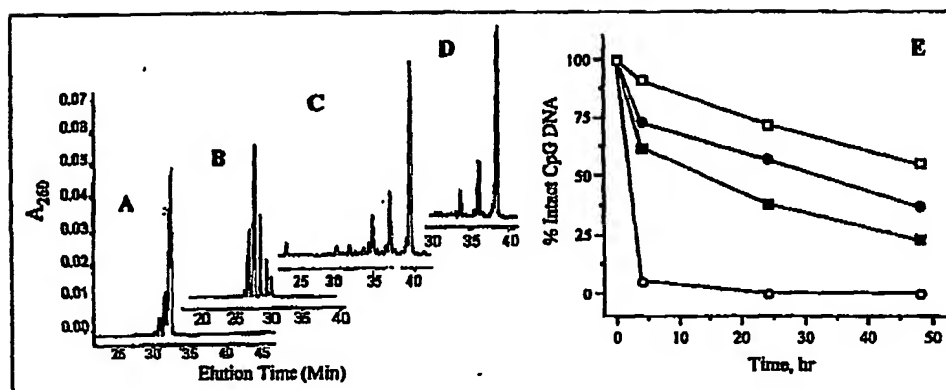 A
B
C
D
E
A260
0.07
0.08
0.05
0.04
0.03
0.02
0.01
0.00
25 30 35 40 45
20 25 30 35 40
25 30 35 40
30 35 40
Elution Time (Min)
% Intact CpG DNA
100
75
50
25
0
0 10 20 30 40 50
Time, hr